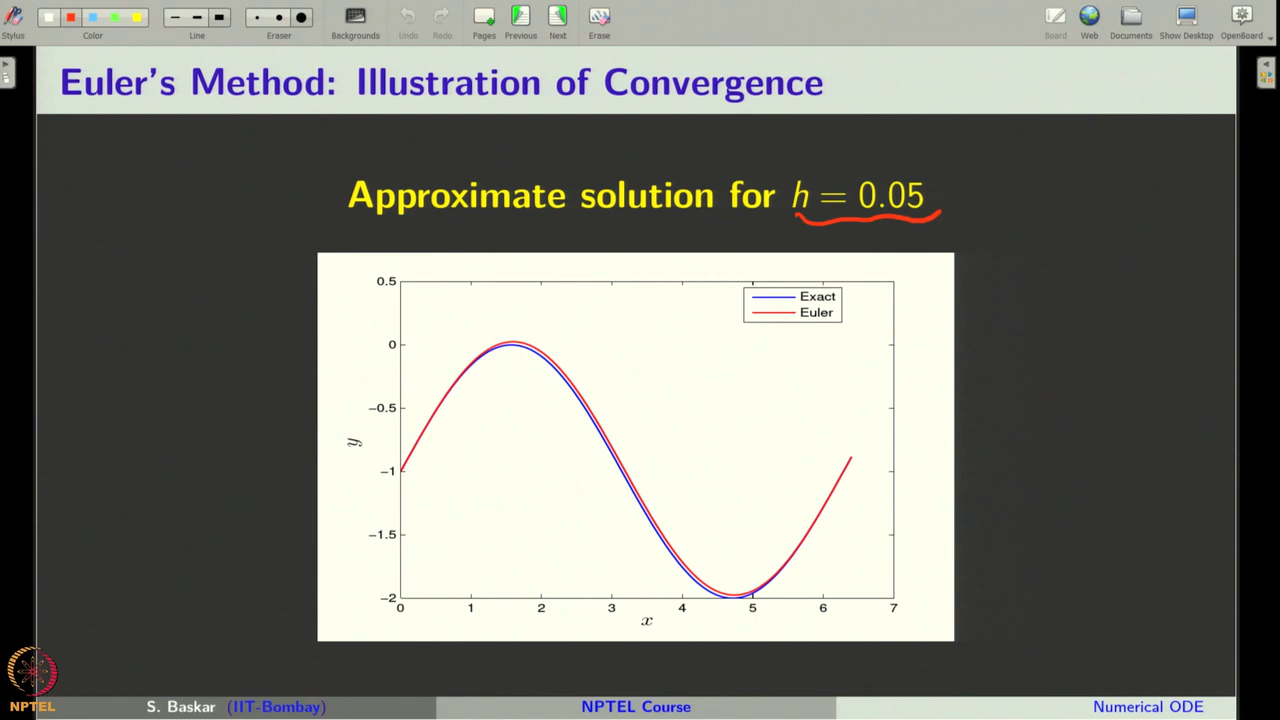 Stylus Color Line Eraser Backgrounds Undo Redo Pages Previous Next Erase Board Web Documents Show Desktop OpenBoard
Euler's Method: Illustration of Convergence
Approximate solution for h = 0.05
Exact
Euler
0.5
0
−0.5
−1
−1.5
−2
y
0 1 2 3 4 5 6 7
x
NPTEL
S. Baskar (IIT-Bombay) NPTEL Course Numerical ODE